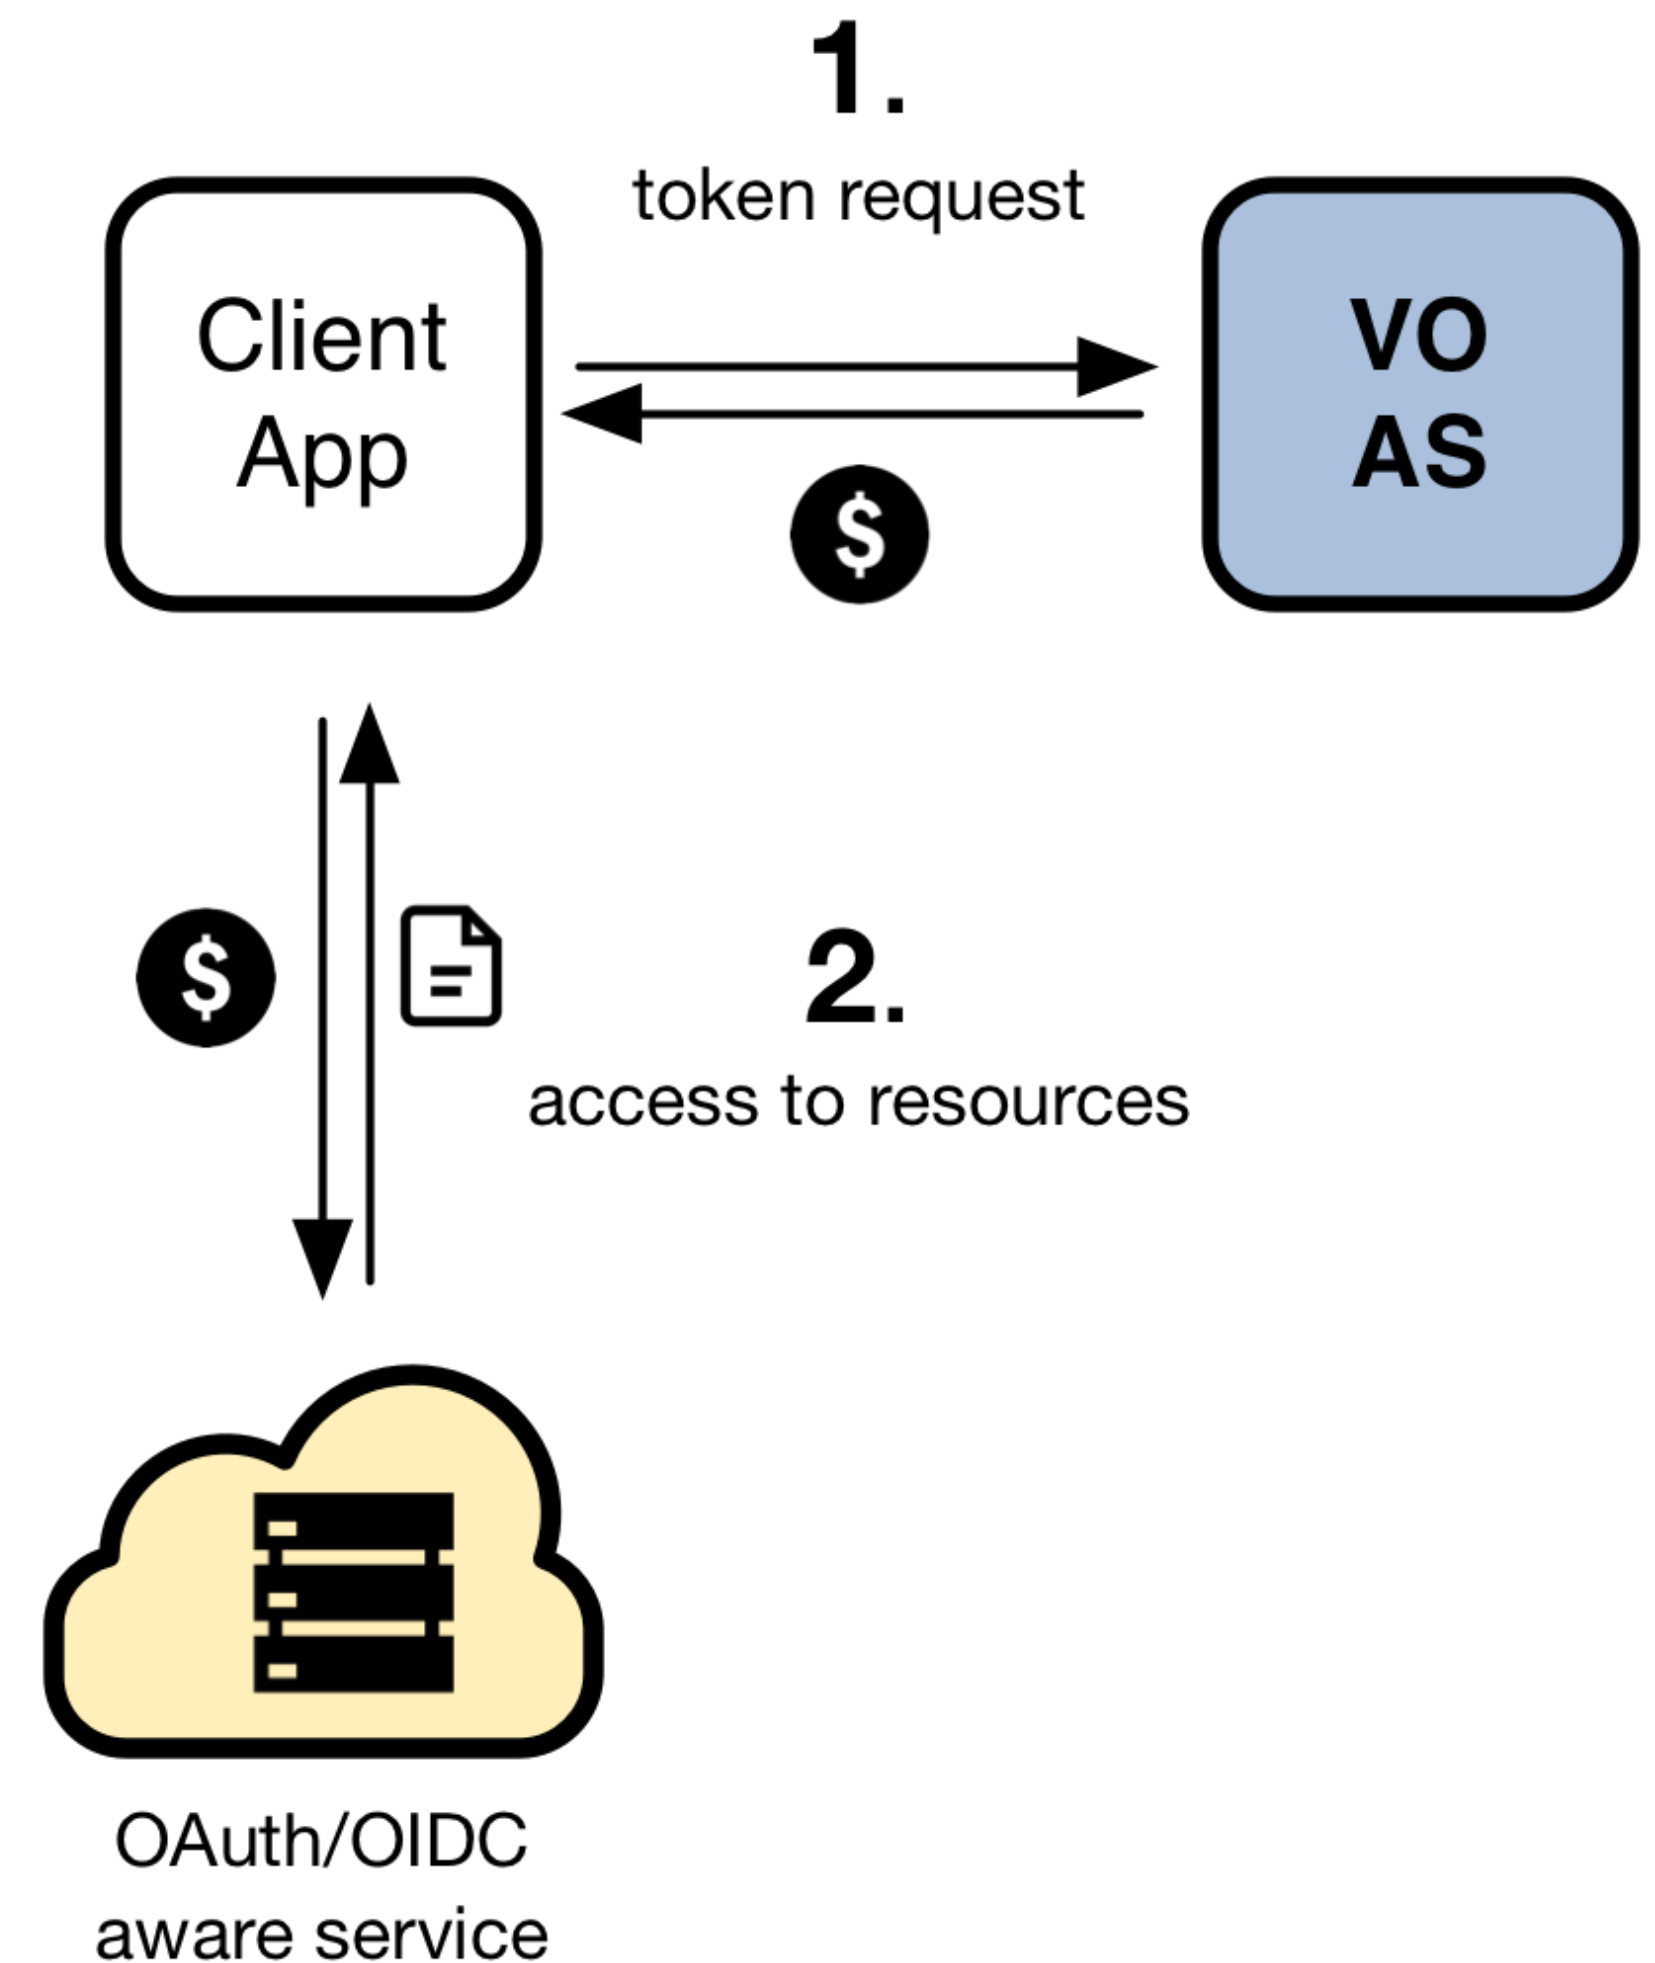 1.
token request
Client
App
VO
AS
$
$
2.
access to resources
OAuth/OIDC
aware service